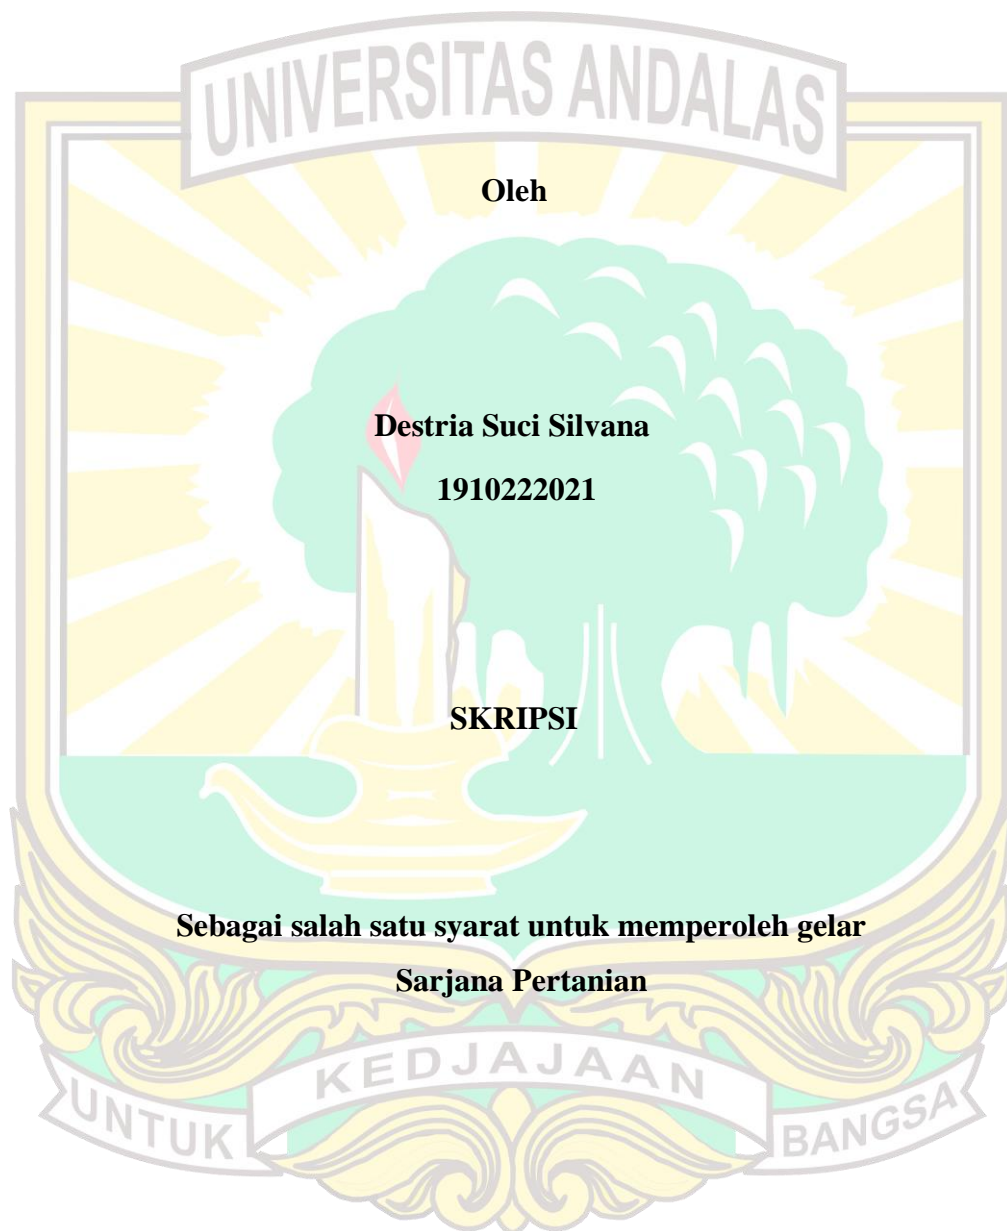 UNIVERSITAS ANDALAS
Oleh
Destria Suci Silvana
1910222021
SKRIPSI
Sebagai salah satu syarat untuk memperoleh gelar
Sarjana Pertanian
UNTUK KEDJAJAAN BANGSA